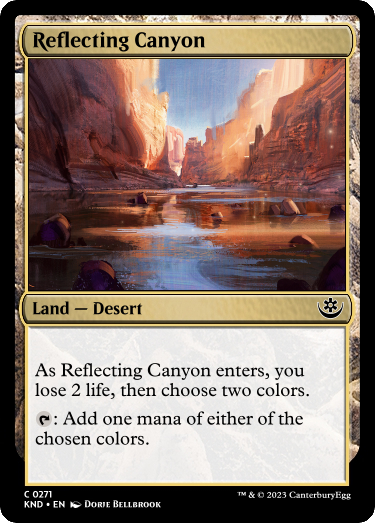 Reflecting Canyon
Land — Desert
As Reflecting Canyon enters, you
lose 2 life, then choose two colors.
: Add one mana of either of the
chosen colors.
C 0271
KND • EN Dorie Bellbrook
™ & © 2023 CanterburyEgg